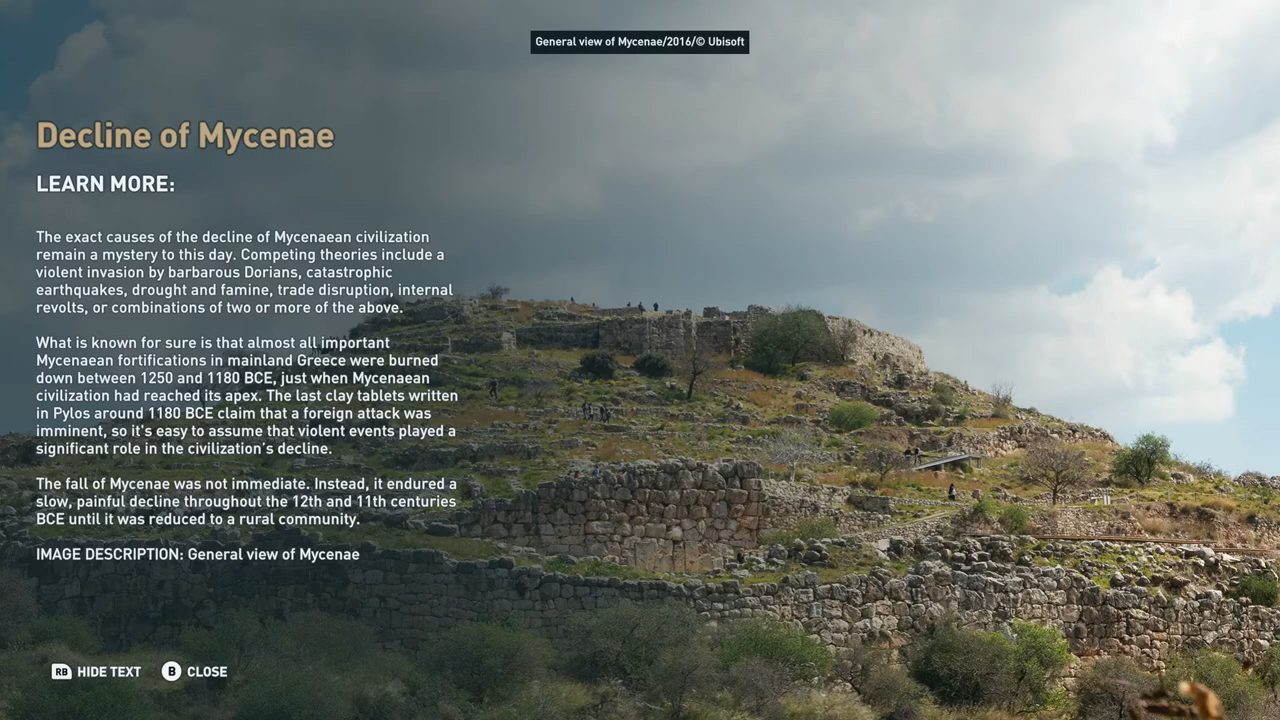 General view of Mycenae/2016/© Ubisoft
Decline of Mycenae
LEARN MORE:
The exact causes of the decline of Mycenaean civilization
remain a mystery to this day. Competing theories include a
violent invasion by barbarous Dorians, catastrophic
earthquakes, drought and famine, trade disruption, internal
revolts, or combinations of two or more of the above.
What is known for sure is that almost all important
Mycenaean fortifications in mainland Greece were burned
down between 1250 and 1180 BCE, just when Mycenaean
civilization had reached its apex. The last clay tablets written
in Pylos around 1180 BCE claim that a foreign attack was
imminent, so it's easy to assume that violent events played a
significant role in the civilization's decline.
The fall of Mycenae was not immediate. Instead, it endured a
slow, painful decline throughout the 12th and 11th centuries
BCE until it was reduced to a rural community.
IMAGE DESCRIPTION: General view of Mycenae
RB HIDE TEXT B CLOSE